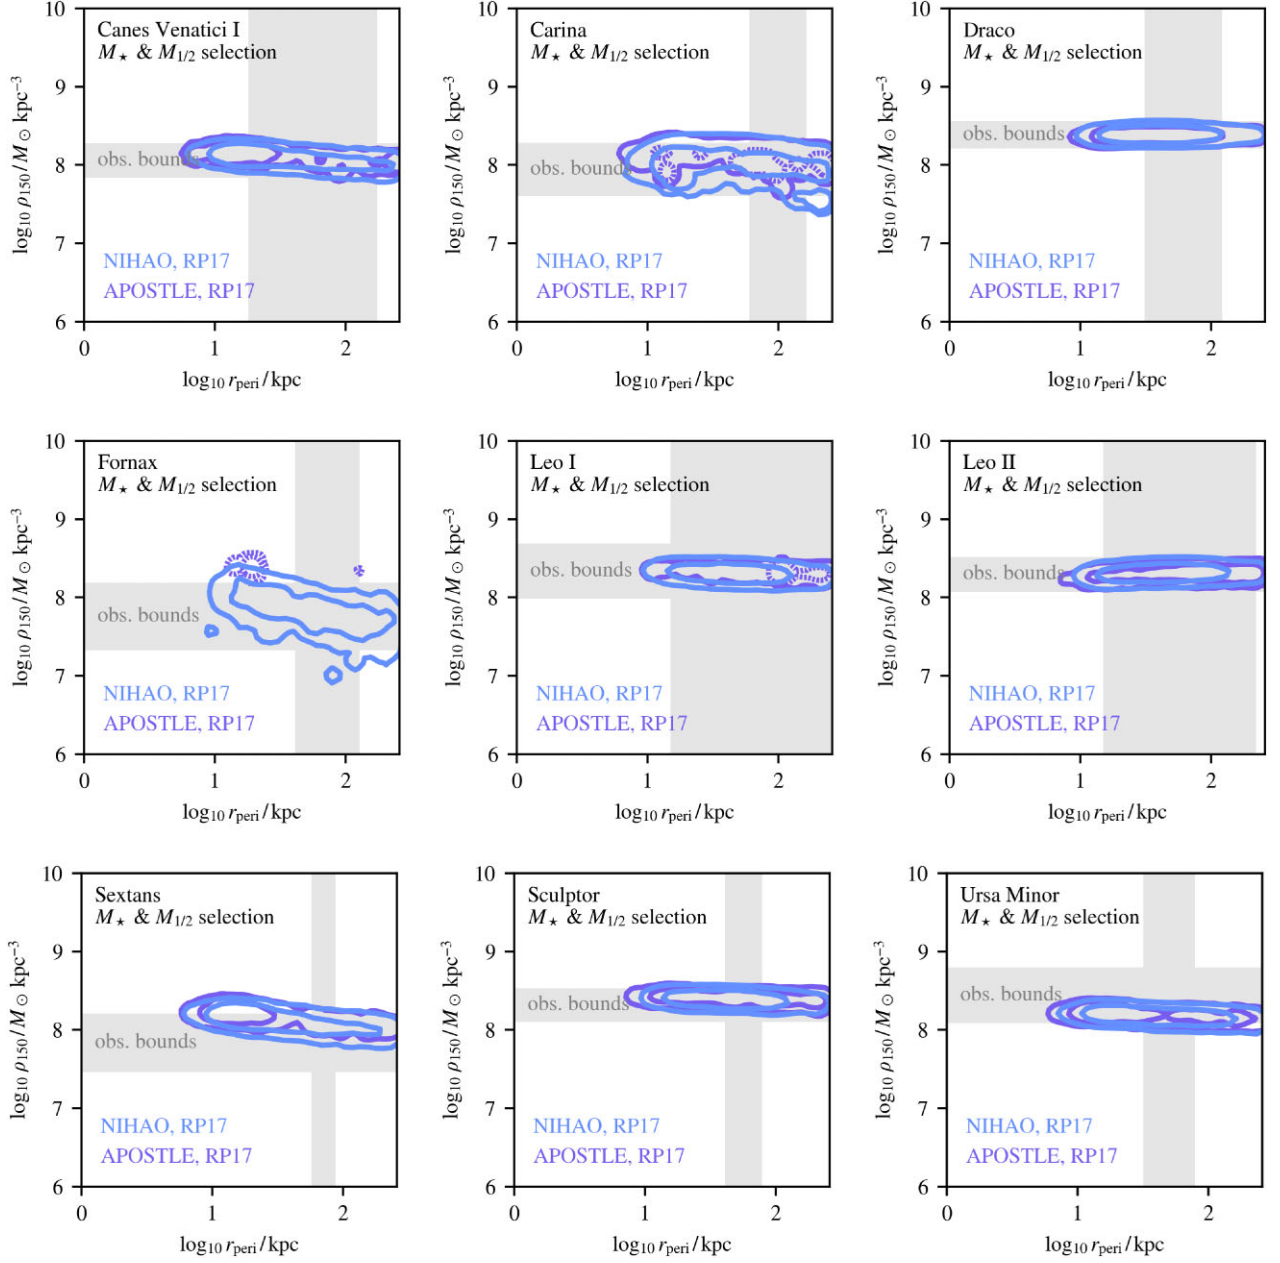 Canes Venatici I
M⋆ & M1/2 selection
obs. bounds
NIHAO, RP17
APOSTLE, RP17
log10 ρ150/M⊙ kpc−3
10
9
8
7
6
0 1 2
log10 rperi/kpc
Carina
M⋆ & M1/2 selection
obs. bounds
NIHAO, RP17
APOSTLE, RP17
log10 ρ150/M⊙ kpc−3
10
9
8
7
6
0 1 2
log10 rperi/kpc
Draco
M⋆ & M1/2 selection
obs. bounds
NIHAO, RP17
APOSTLE, RP17
log10 ρ150/M⊙ kpc−3
10
9
8
7
6
0 1 2
log10 rperi/kpc
Fornax
M⋆ & M1/2 selection
obs. bounds
NIHAO, RP17
APOSTLE, RP17
log10 ρ150/M⊙ kpc−3
10
9
8
7
6
0 1 2
log10 rperi/kpc
Leo I
M⋆ & M1/2 selection
obs. bounds
NIHAO, RP17
APOSTLE, RP17
log10 ρ150/M⊙ kpc−3
10
9
8
7
6
0 1 2
log10 rperi/kpc
Leo II
M⋆ & M1/2 selection
obs. bounds
NIHAO, RP17
APOSTLE, RP17
log10 ρ150/M⊙ kpc−3
10
9
8
7
6
0 1 2
log10 rperi/kpc
Sextans
M⋆ & M1/2 selection
obs. bounds
NIHAO, RP17
APOSTLE, RP17
log10 ρ150/M⊙ kpc−3
10
9
8
7
6
0 1 2
log10 rperi/kpc
Sculptor
M⋆ & M1/2 selection
obs. bounds
NIHAO, RP17
APOSTLE, RP17
log10 ρ150/M⊙ kpc−3
10
9
8
7
6
0 1 2
log10 rperi/kpc
Ursa Minor
M⋆ & M1/2 selection
obs. bounds
NIHAO, RP17
APOSTLE, RP17
log10 ρ150/M⊙ kpc−3
10
9
8
7
6
0 1 2
log10 rperi/kpc